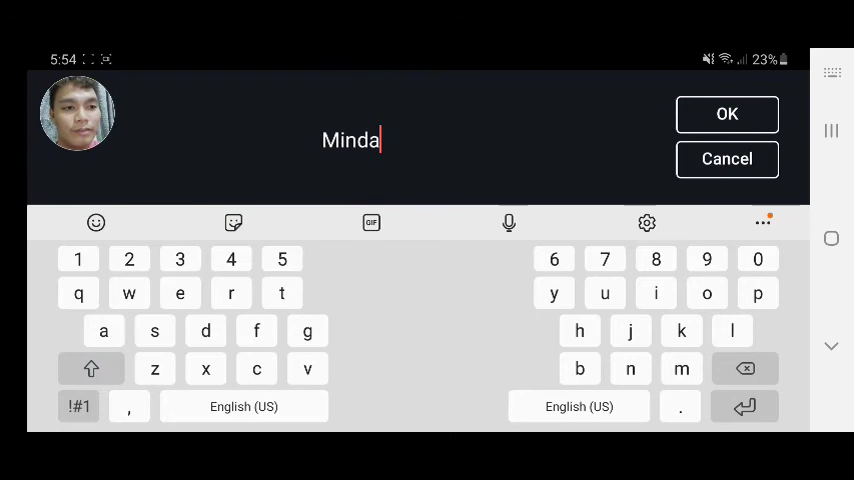 5:54
23%
Minda
OK
Cancel
GIF
1 2 3 4 5 6 7 8 9 0
q w e r t y u i o p
a s d f g h j k l
z x c v b n m
!#1 , English (US) English (US) .